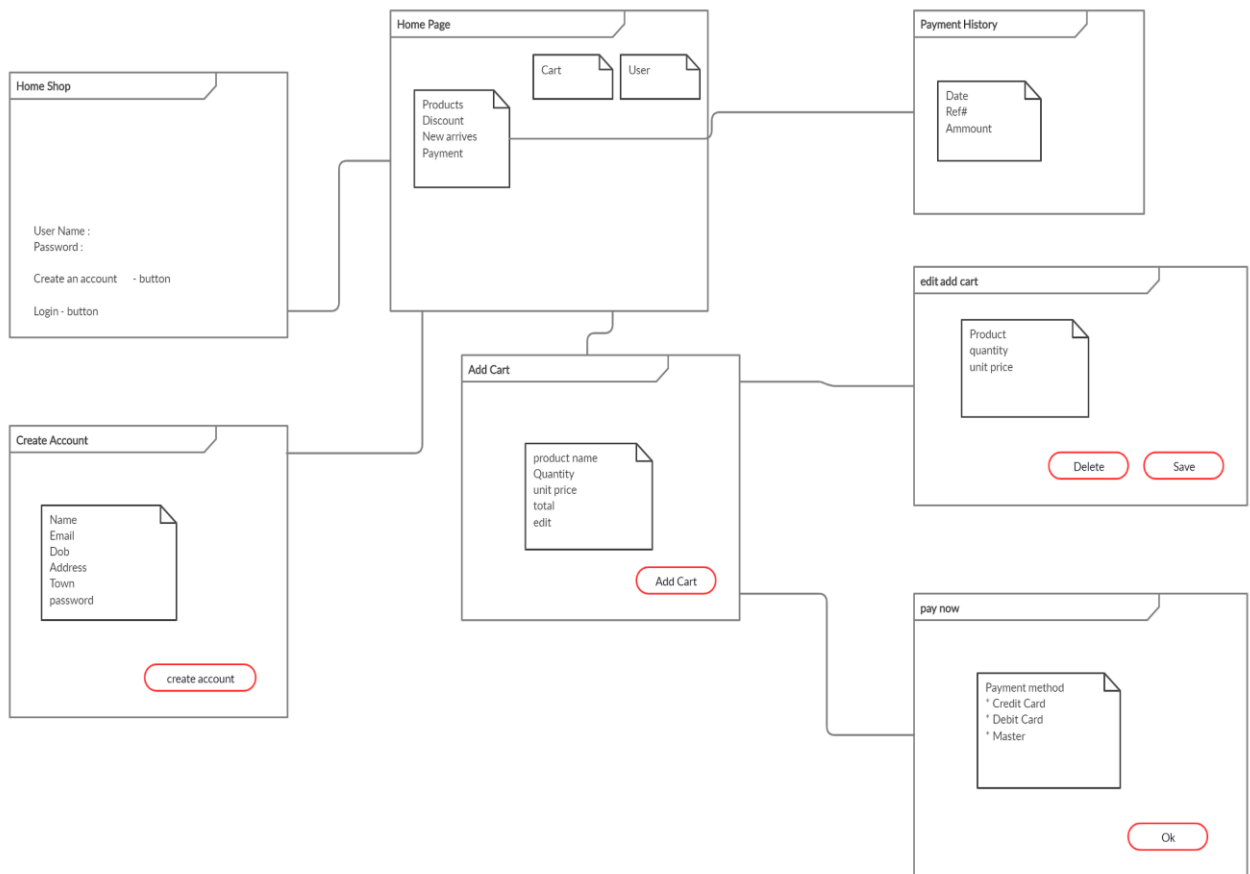 Home Shop
User Name :
Password :
Create an account - button
Login - button
Home Page
Cart
User
Products
Discount
New arrives
Payment
Payment History
Date
Ref#
Ammount
Create Account
Name
Email
Dob
Address
Town
password
create account
Add Cart
product name
Quantity
unit price
total
edit
Add Cart
edit add cart
Product
quantity
unit price
Delete
Save
pay now
Payment method
* Credit Card
* Debit Card
* Master
Ok